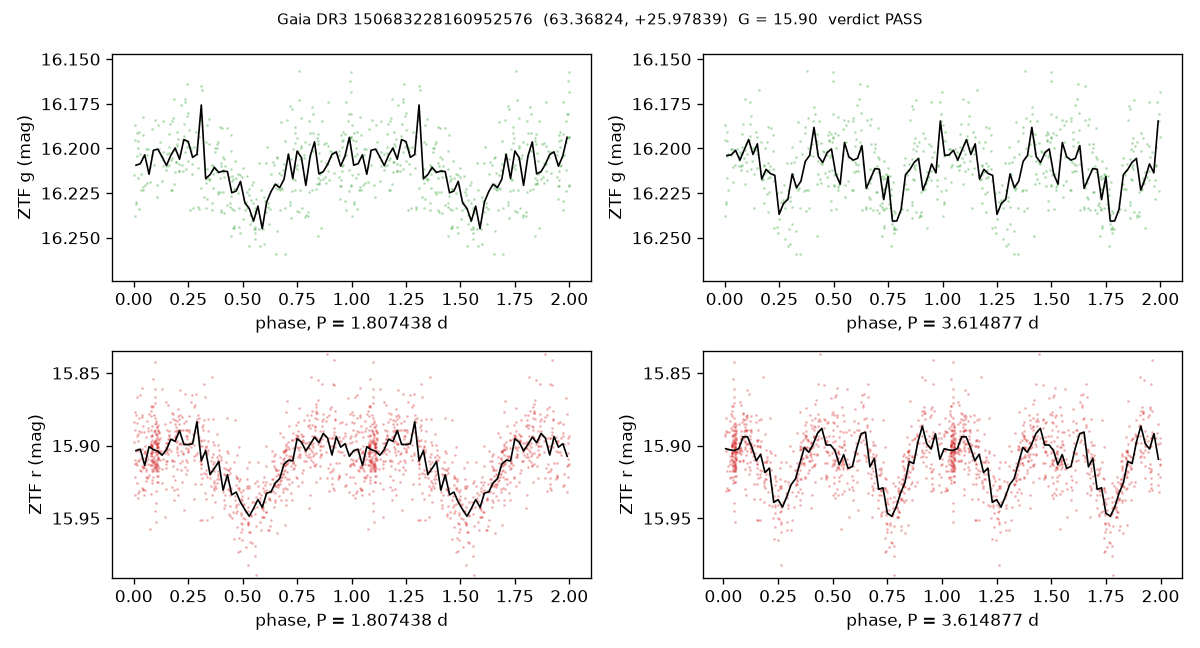 Gaia DR3 150683228160952576 (63.36824, +25.97839) G = 15.90 verdict PASS
ZTF g (mag)
16.150
16.175
16.200
16.225
16.250
0.00 0.25 0.50 0.75 1.00 1.25 1.50 1.75 2.00
phase, P = 1.807438 d
ZTF g (mag)
16.150
16.175
16.200
16.225
16.250
0.00 0.25 0.50 0.75 1.00 1.25 1.50 1.75 2.00
phase, P = 3.614877 d
ZTF r (mag)
15.85
15.90
15.95
0.00 0.25 0.50 0.75 1.00 1.25 1.50 1.75 2.00
phase, P = 1.807438 d
ZTF r (mag)
15.85
15.90
15.95
0.00 0.25 0.50 0.75 1.00 1.25 1.50 1.75 2.00
phase, P = 3.614877 d